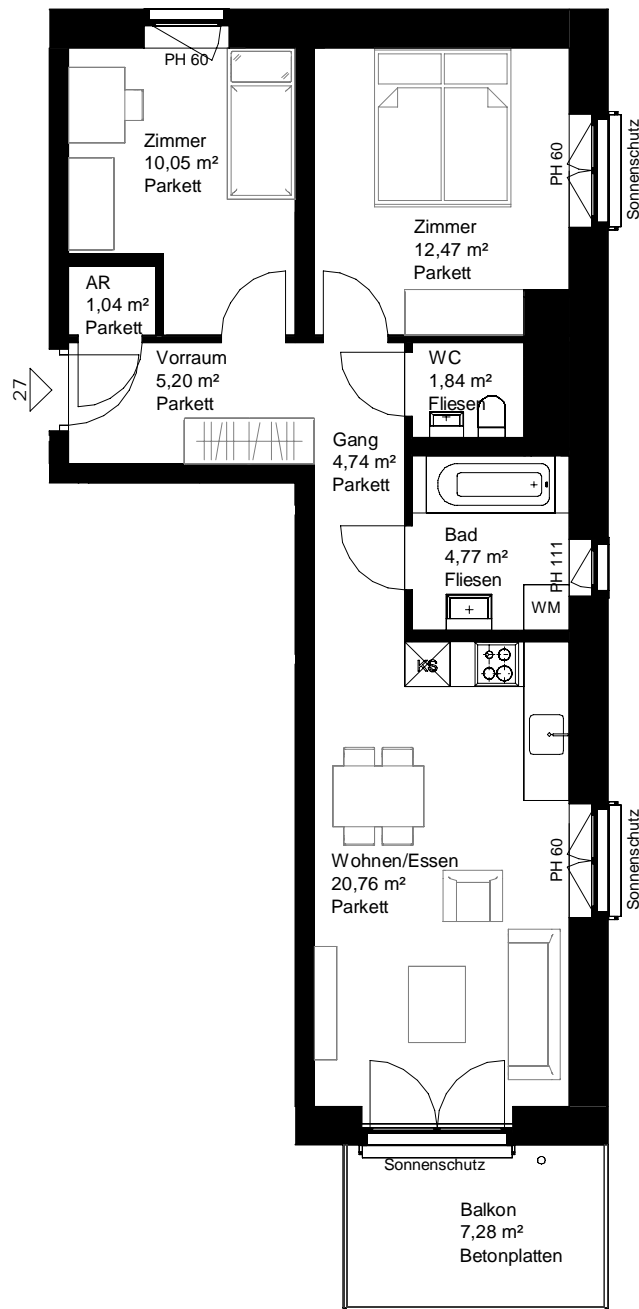 PH 60
Zimmer
10,05 m²
Parkett
PH 60
Sonnenschutz
Zimmer
12,47 m²
Parkett
AR
1,04 m²
Parkett
27
Vorraum
5,20 m²
Parkett
WC
1,84 m²
Fliesen
Gang
4,74 m²
Parkett
Bad
4,77 m²
Fliesen
PH 111
WM
KS
Wohnen/Essen
20,76 m²
Parkett
PH 60
Sonnenschutz
Sonnenschutz
Balkon
7,28 m²
Betonplatten